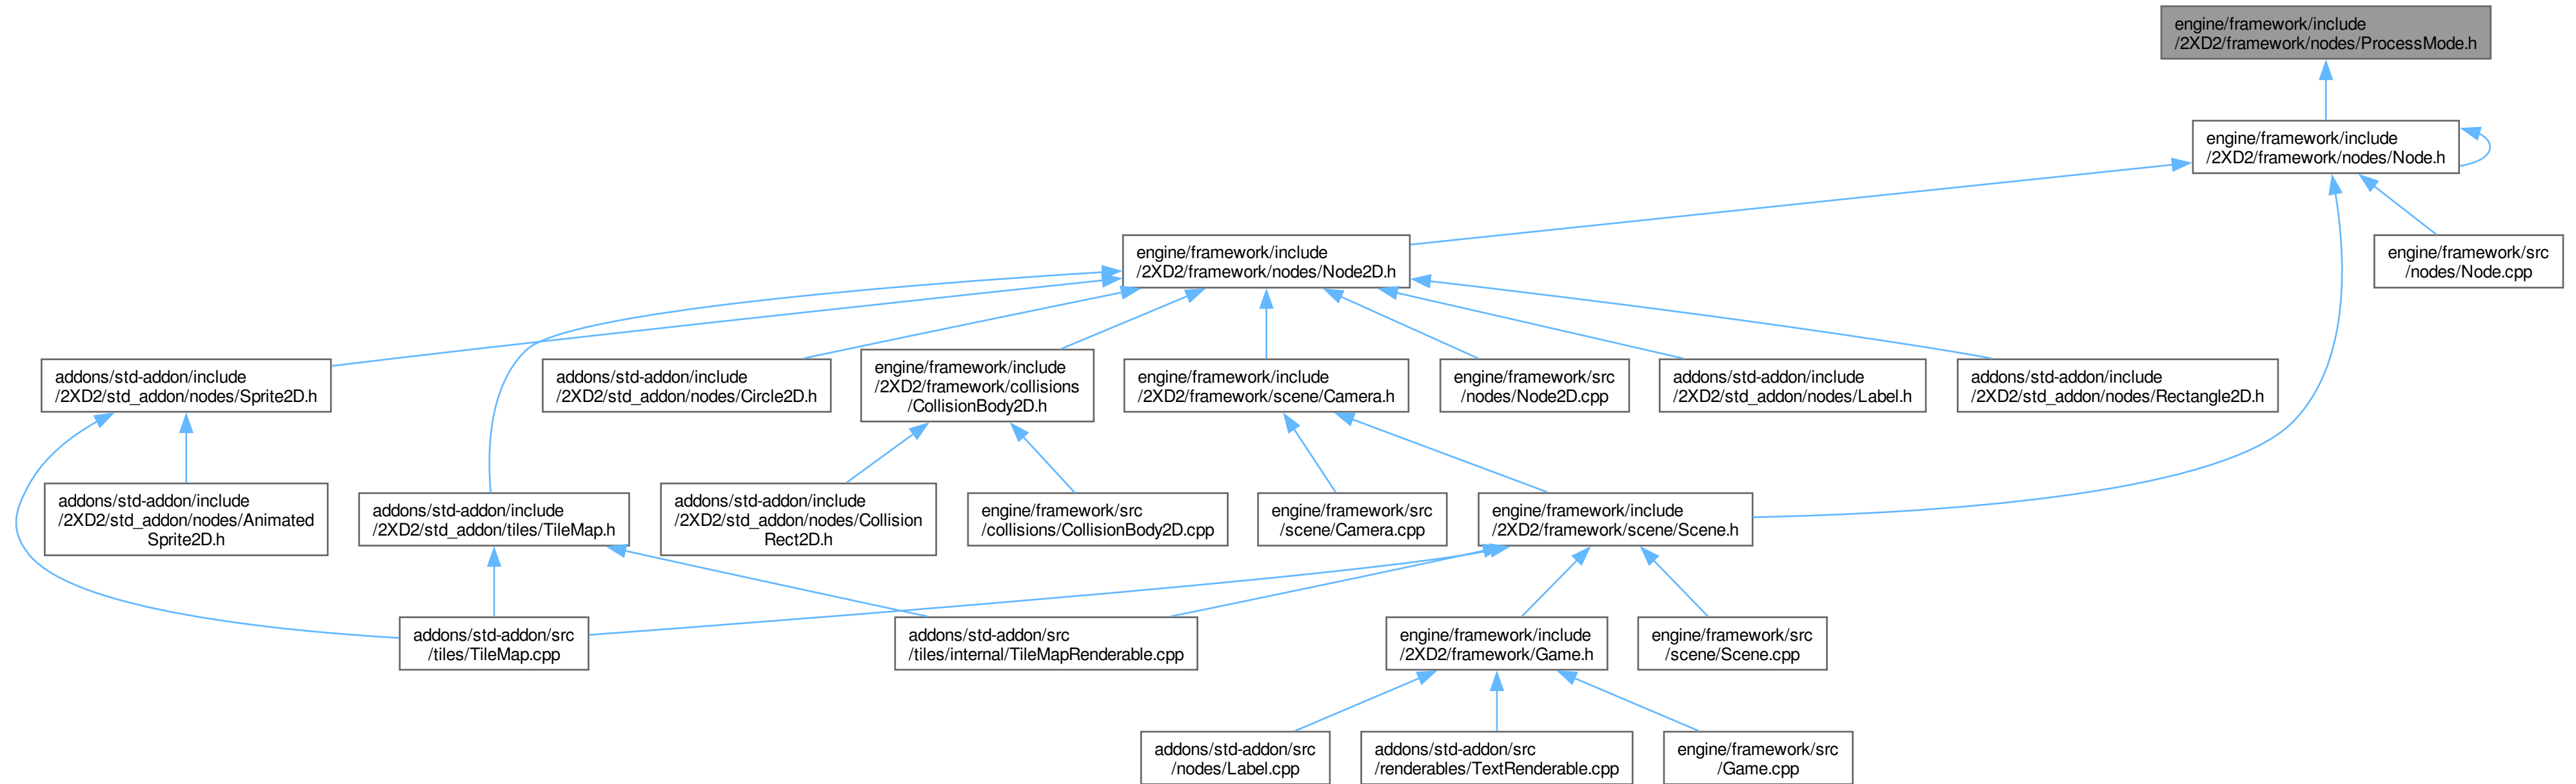 engine/framework/include
/2XD2/framework/nodes/ProcessMode.h
engine/framework/include
/2XD2/framework/nodes/Node.h
engine/framework/include
/2XD2/framework/nodes/Node2D.h
engine/framework/src
/nodes/Node.cpp
addons/std-addon/include
/2XD2/std_addon/nodes/Sprite2D.h
addons/std-addon/include
/2XD2/std_addon/nodes/Circle2D.h
engine/framework/include
/2XD2/framework/collisions
/CollisionBody2D.h
engine/framework/include
/2XD2/framework/scene/Camera.h
engine/framework/src
/nodes/Node2D.cpp
addons/std-addon/include
/2XD2/std_addon/nodes/Label.h
addons/std-addon/include
/2XD2/std_addon/nodes/Rectangle2D.h
addons/std-addon/include
/2XD2/std_addon/nodes/Animated
Sprite2D.h
addons/std-addon/include
/2XD2/std_addon/tiles/TileMap.h
addons/std-addon/include
/2XD2/std_addon/nodes/Collision
Rect2D.h
engine/framework/src
/collisions/CollisionBody2D.cpp
engine/framework/src
/scene/Camera.cpp
engine/framework/include
/2XD2/framework/scene/Scene.h
addons/std-addon/src
/tiles/TileMap.cpp
addons/std-addon/src
/tiles/internal/TileMapRenderable.cpp
engine/framework/include
/2XD2/framework/Game.h
engine/framework/src
/scene/Scene.cpp
addons/std-addon/src
/nodes/Label.cpp
addons/std-addon/src
/renderables/TextRenderable.cpp
engine/framework/src
/Game.cpp